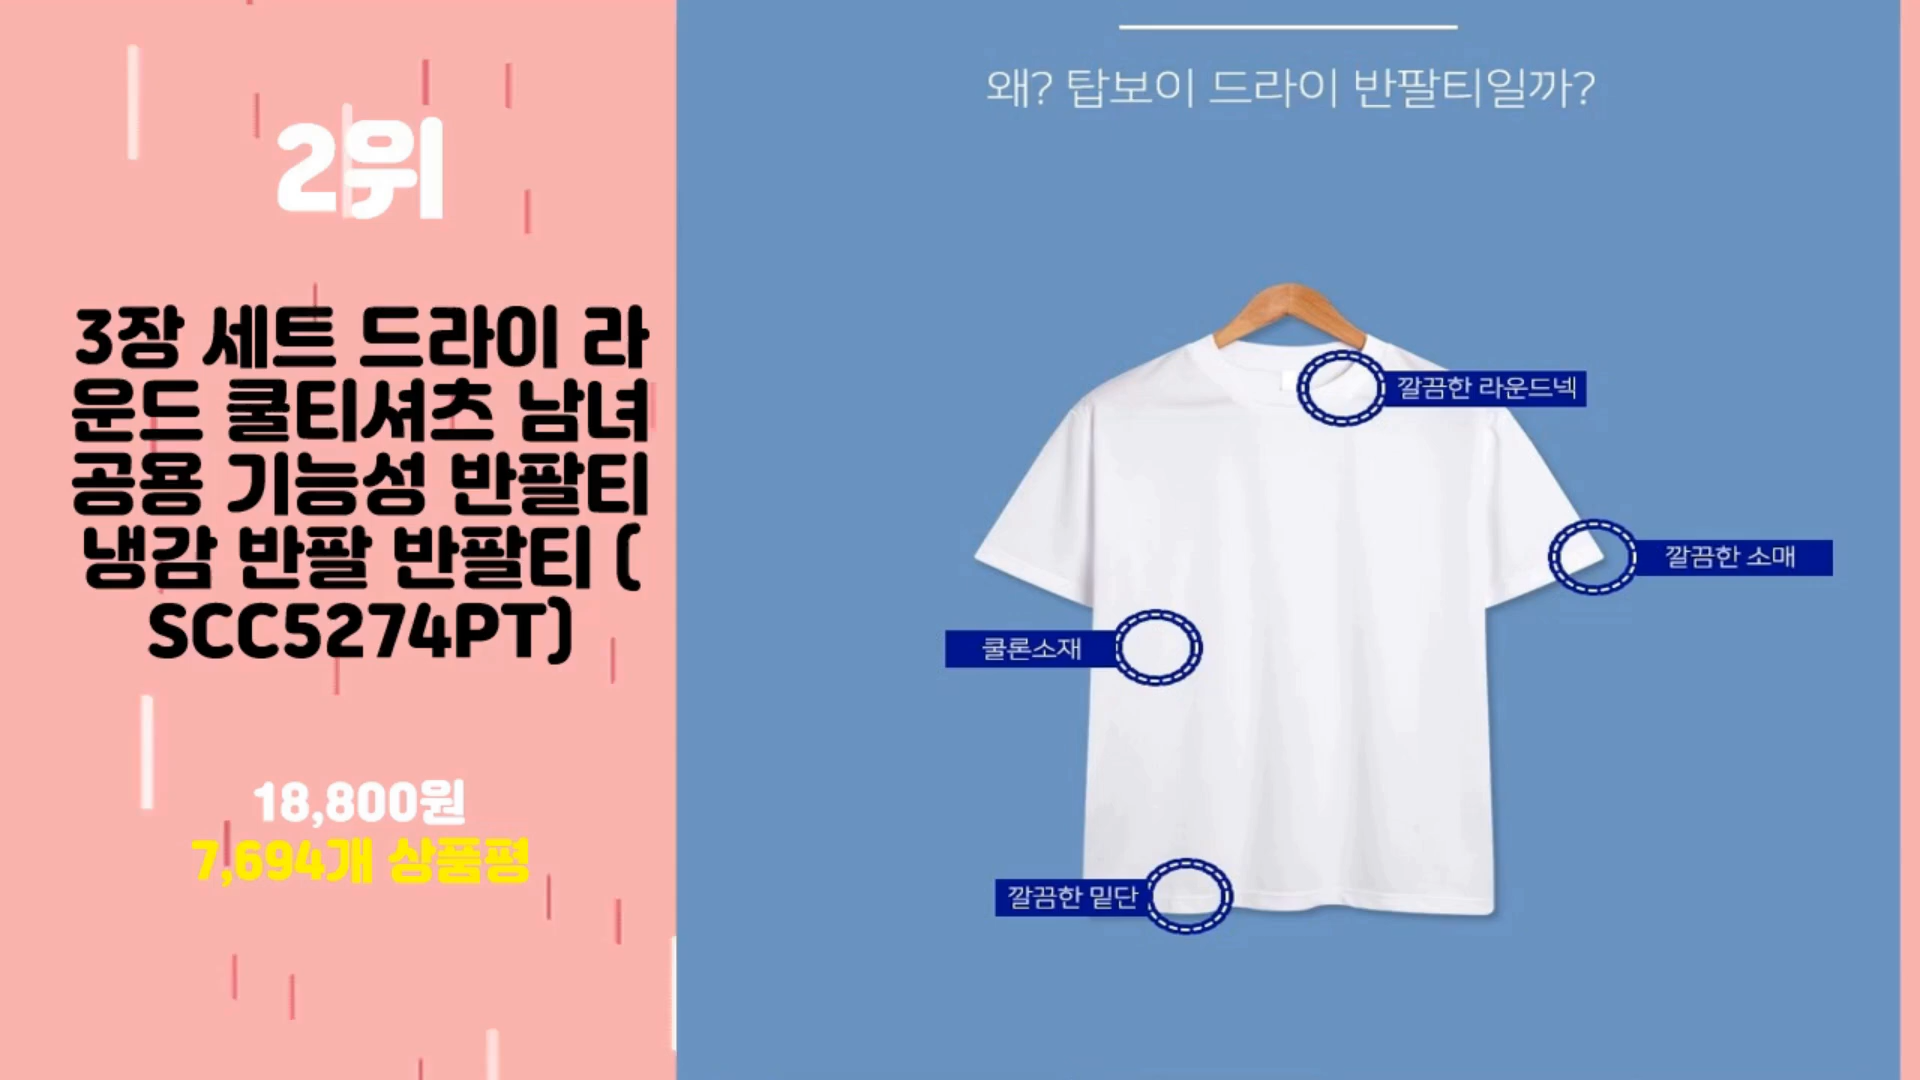 2위
3장 세트 드라이 라
운드 쿨티셔츠 남녀
공용 기능성 반팔티
냉감 반팔 반팔티 (
SCC5274PT)
18,800원
7,694개 상품평
왜? 탑보이 드라이 반팔티일까?
깔끔한 라운드넥
깔끔한 소매
쿨론소재
깔끔한 밑단